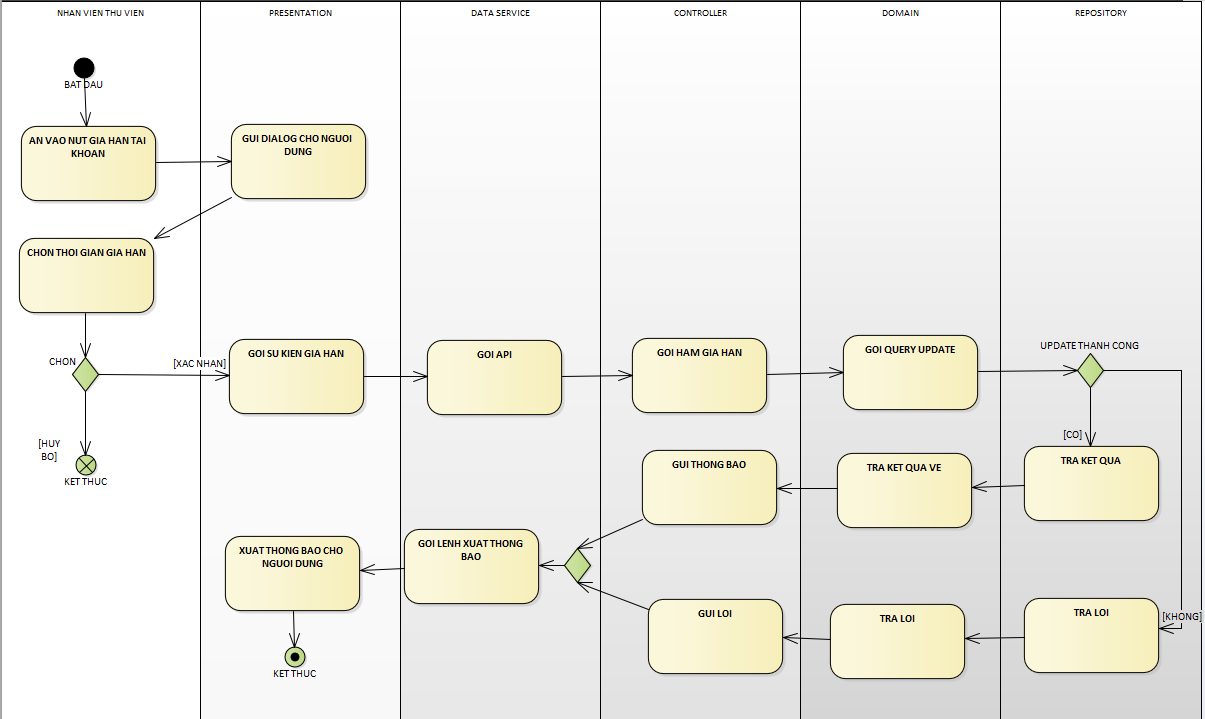 NHAN VIEN THU VIEN
PRESENTATION
DATA SERVICE
CONTROLLER
DOMAIN
REPOSITORY
BAT DAU
AN VAO NUT GIA HAN TAI
KHOAN
GUI DIALOG CHO NGUOI
DUNG
CHON THOI GIAN GIA HAN
CHON
[XAC NHAN]
GOI SU KIEN GIA HAN
GOI API
GOI HAM GIA HAN
GOI QUERY UPDATE
UPDATE THANH CONG
[HUY
BO]
KET THUC
[CO]
GUI THONG BAO
TRA KET QUA VE
TRA KET QUA
XUAT THONG BAO CHO
NGUOI DUNG
GOI LENH XUAT THONG
BAO
GUI LOI
TRA LOI
TRA LOI
[KHONG]
KET THUC